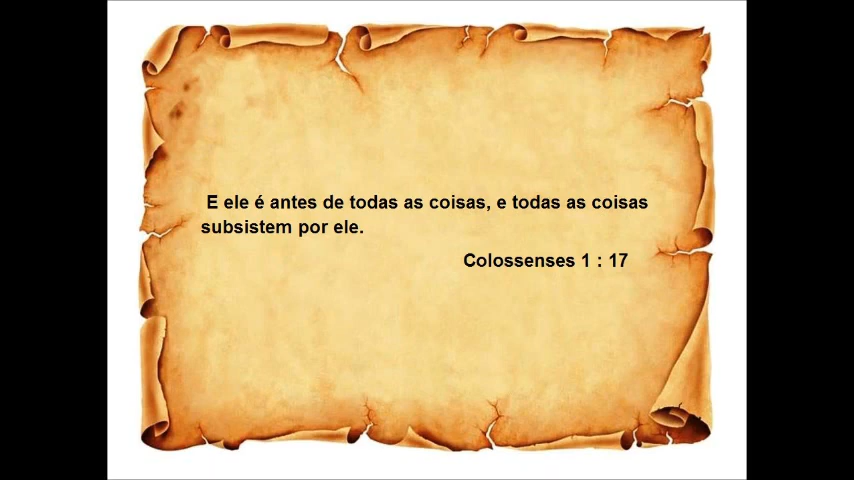 E ele é antes de todas as coisas, e todas as coisas
subsistem por ele.
Colossenses 1 : 17